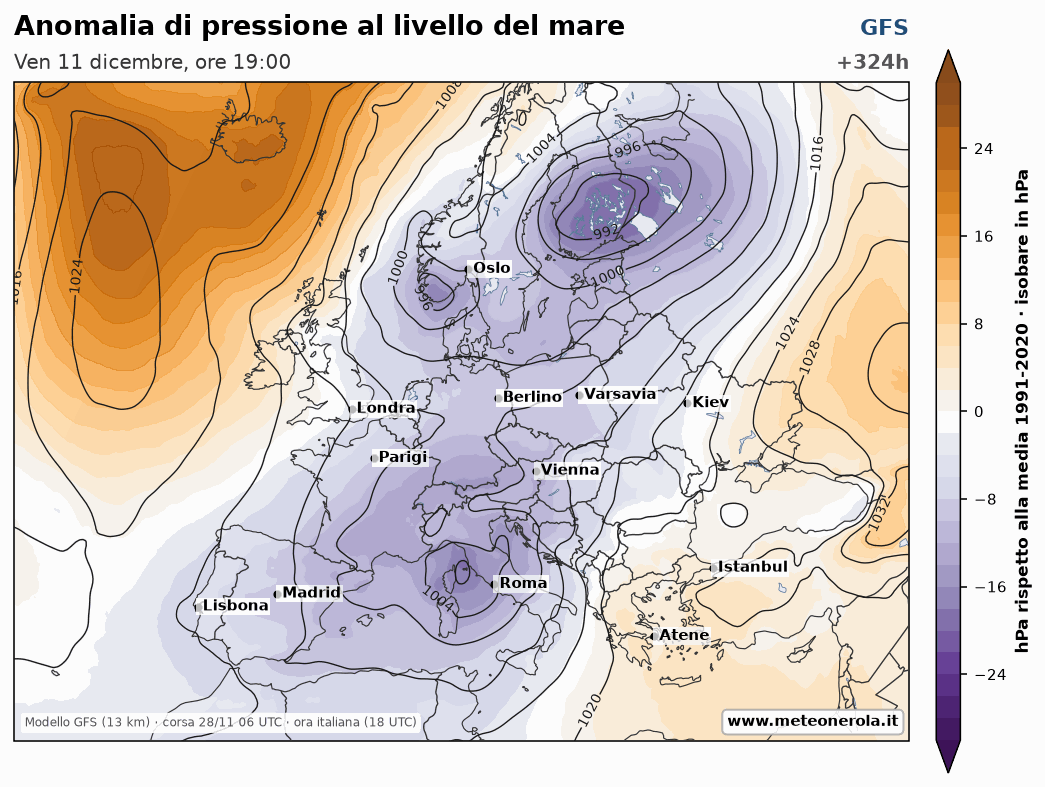 Anomalia di pressione al livello del mare
GFS
Ven 11 dicembre, ore 19:00
+324h
1008
1004
996
1016
992
1000
1000
996
1024
1016
1024
1028
1032
1004
1020
Oslo
Londra
Berlino
Varsavia
Kiev
Parigi
Vienna
Istanbul
Roma
Madrid
Lisbona
Atene
24
16
8
0
−8
−16
−24
hPa rispetto alla media 1991-2020 · isobare in hPa
Modello GFS (13 km) · corsa 28/11 06 UTC · ora italiana (18 UTC)
www.meteonerola.it